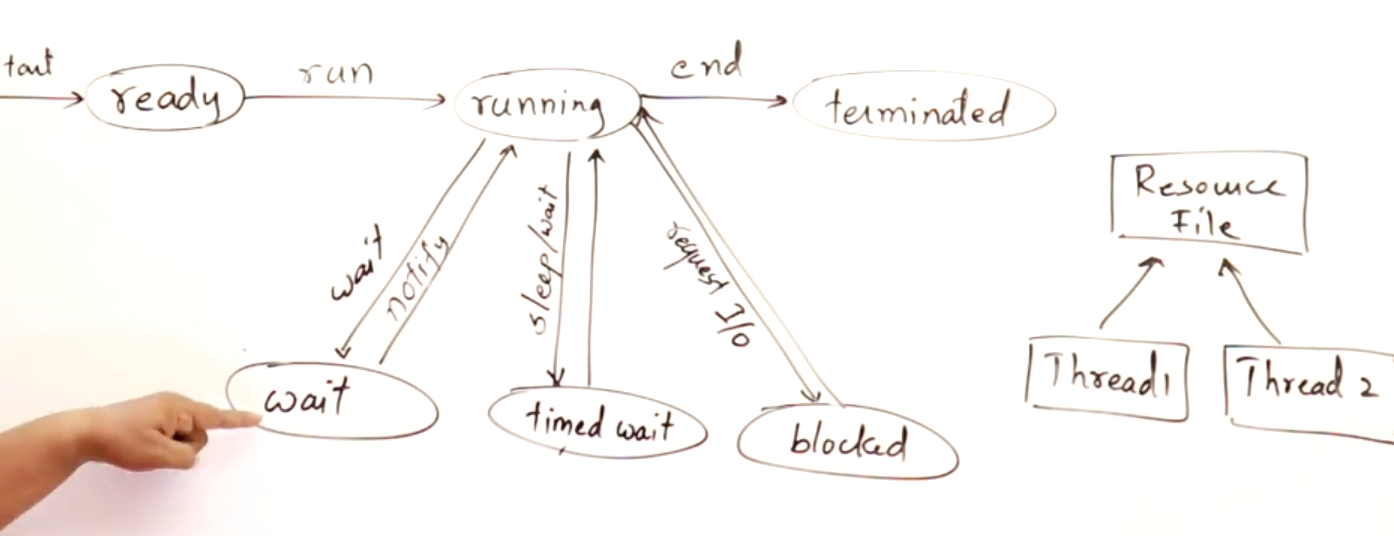 tart
ready
run
running
end
terminated
wait
notify
sleep/wait
request I/O
wait
timed wait
blocked
Resource
File
Thread1
Thread 2